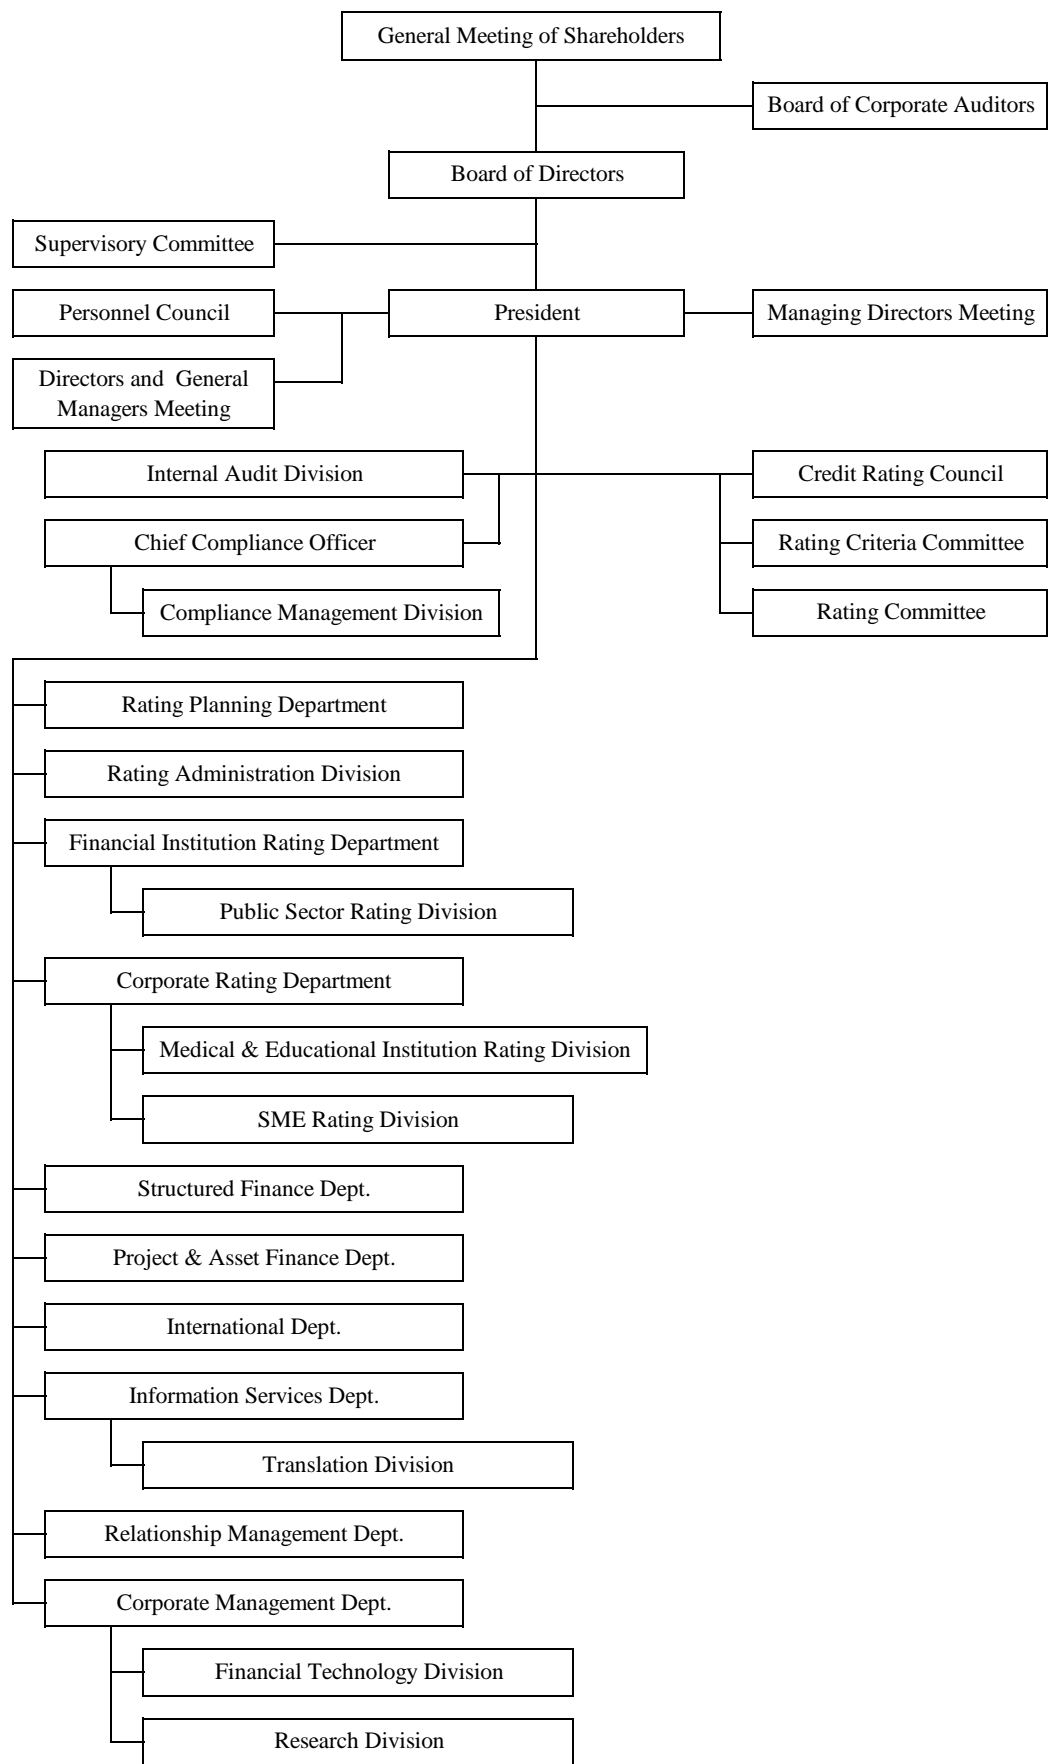 General Meeting of Shareholders
Board of Corporate Auditors
Board of Directors
Supervisory Committee
Personnel Council
President
Managing Directors Meeting
Directors and General
Managers Meeting
Internal Audit Division
Credit Rating Council
Chief Compliance Officer
Rating Criteria Committee
Compliance Management Division
Rating Committee
Rating Planning Department
Rating Administration Division
Financial Institution Rating Department
Public Sector Rating Division
Corporate Rating Department
Medical & Educational Institution Rating Division
SME Rating Division
Structured Finance Dept.
Project & Asset Finance Dept.
International Dept.
Information Services Dept.
Translation Division
Relationship Management Dept.
Corporate Management Dept.
Financial Technology Division
Research Division